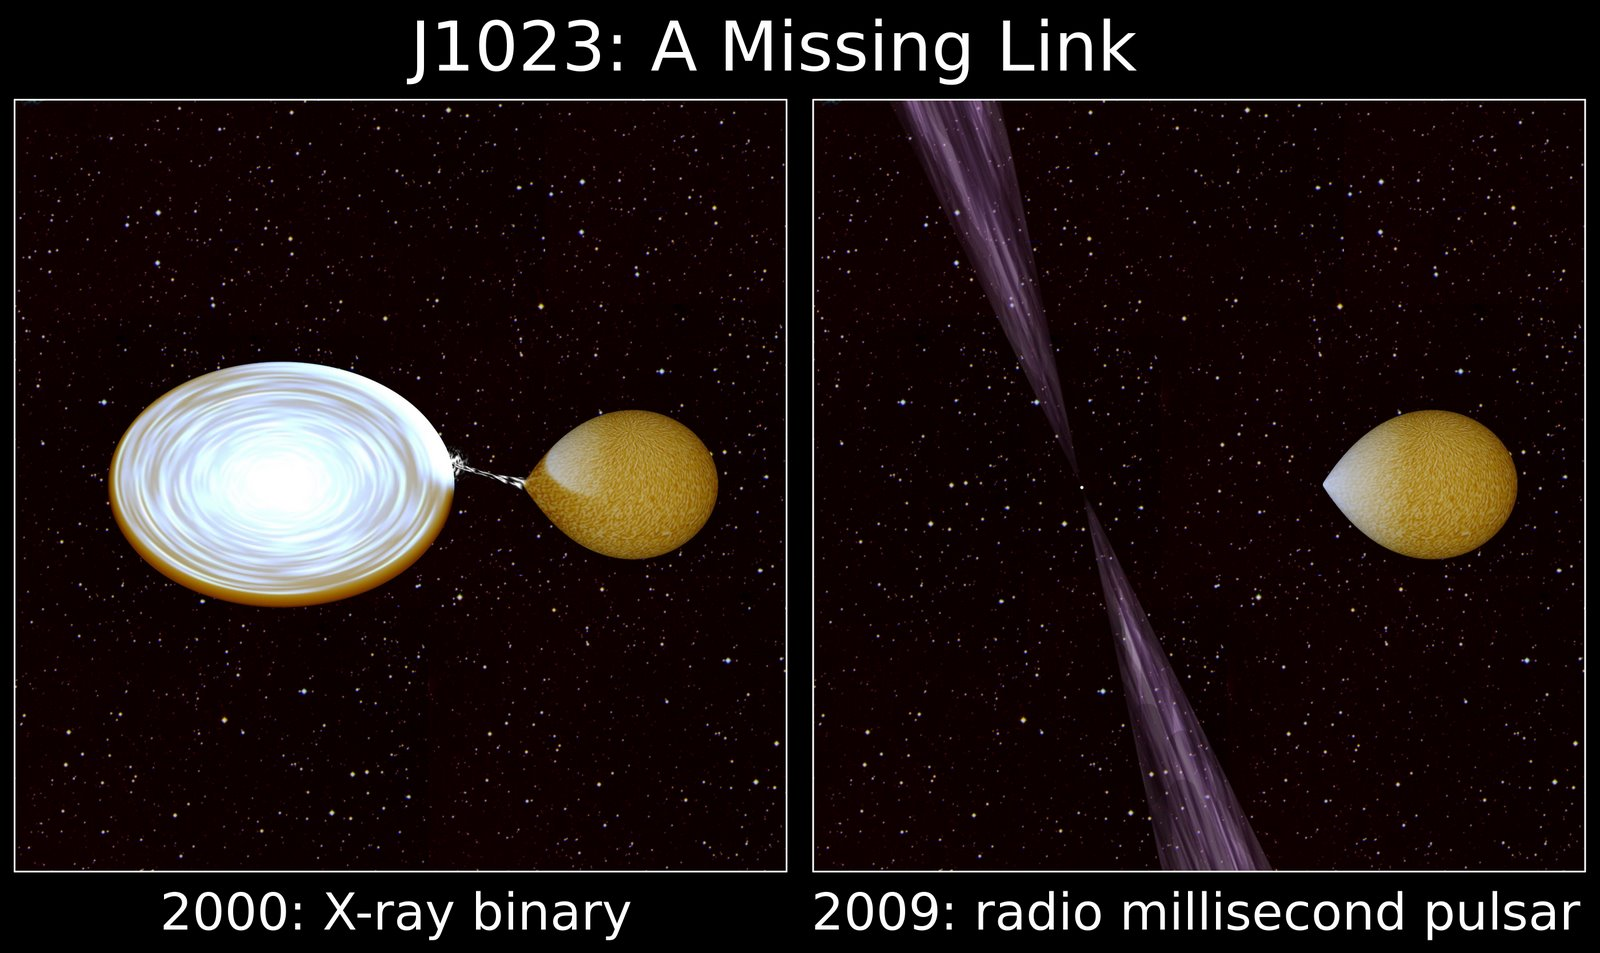 J1023: A Missing Link
2000: X-ray binary
2009: radio millisecond pulsar